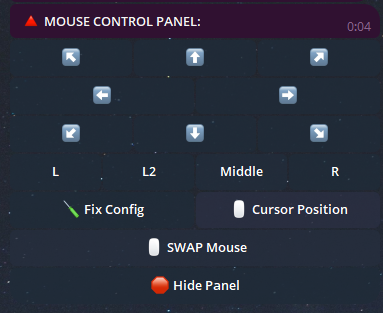 MOUSE CONTROL PANEL:
0:04
L L2 Middle R
Fix Config Cursor Position
SWAP Mouse
Hide Panel